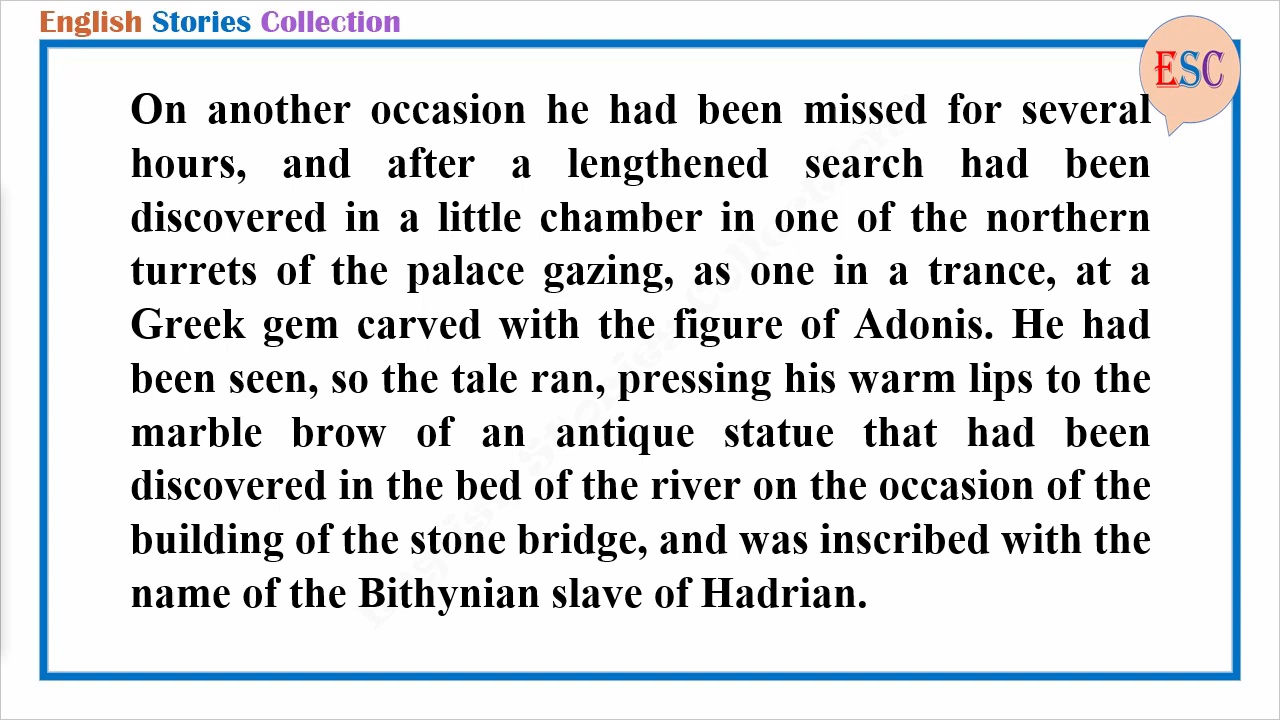 English Stories Collection
ESC
On another occasion he had been missed for several
hours, and after a lengthened search had been
discovered in a little chamber in one of the northern
turrets of the palace gazing, as one in a trance, at a
Greek gem carved with the figure of Adonis. He had
been seen, so the tale ran, pressing his warm lips to the
marble brow of an antique statue that had been
discovered in the bed of the river on the occasion of the
building of the stone bridge, and was inscribed with the
name of the Bithynian slave of Hadrian.